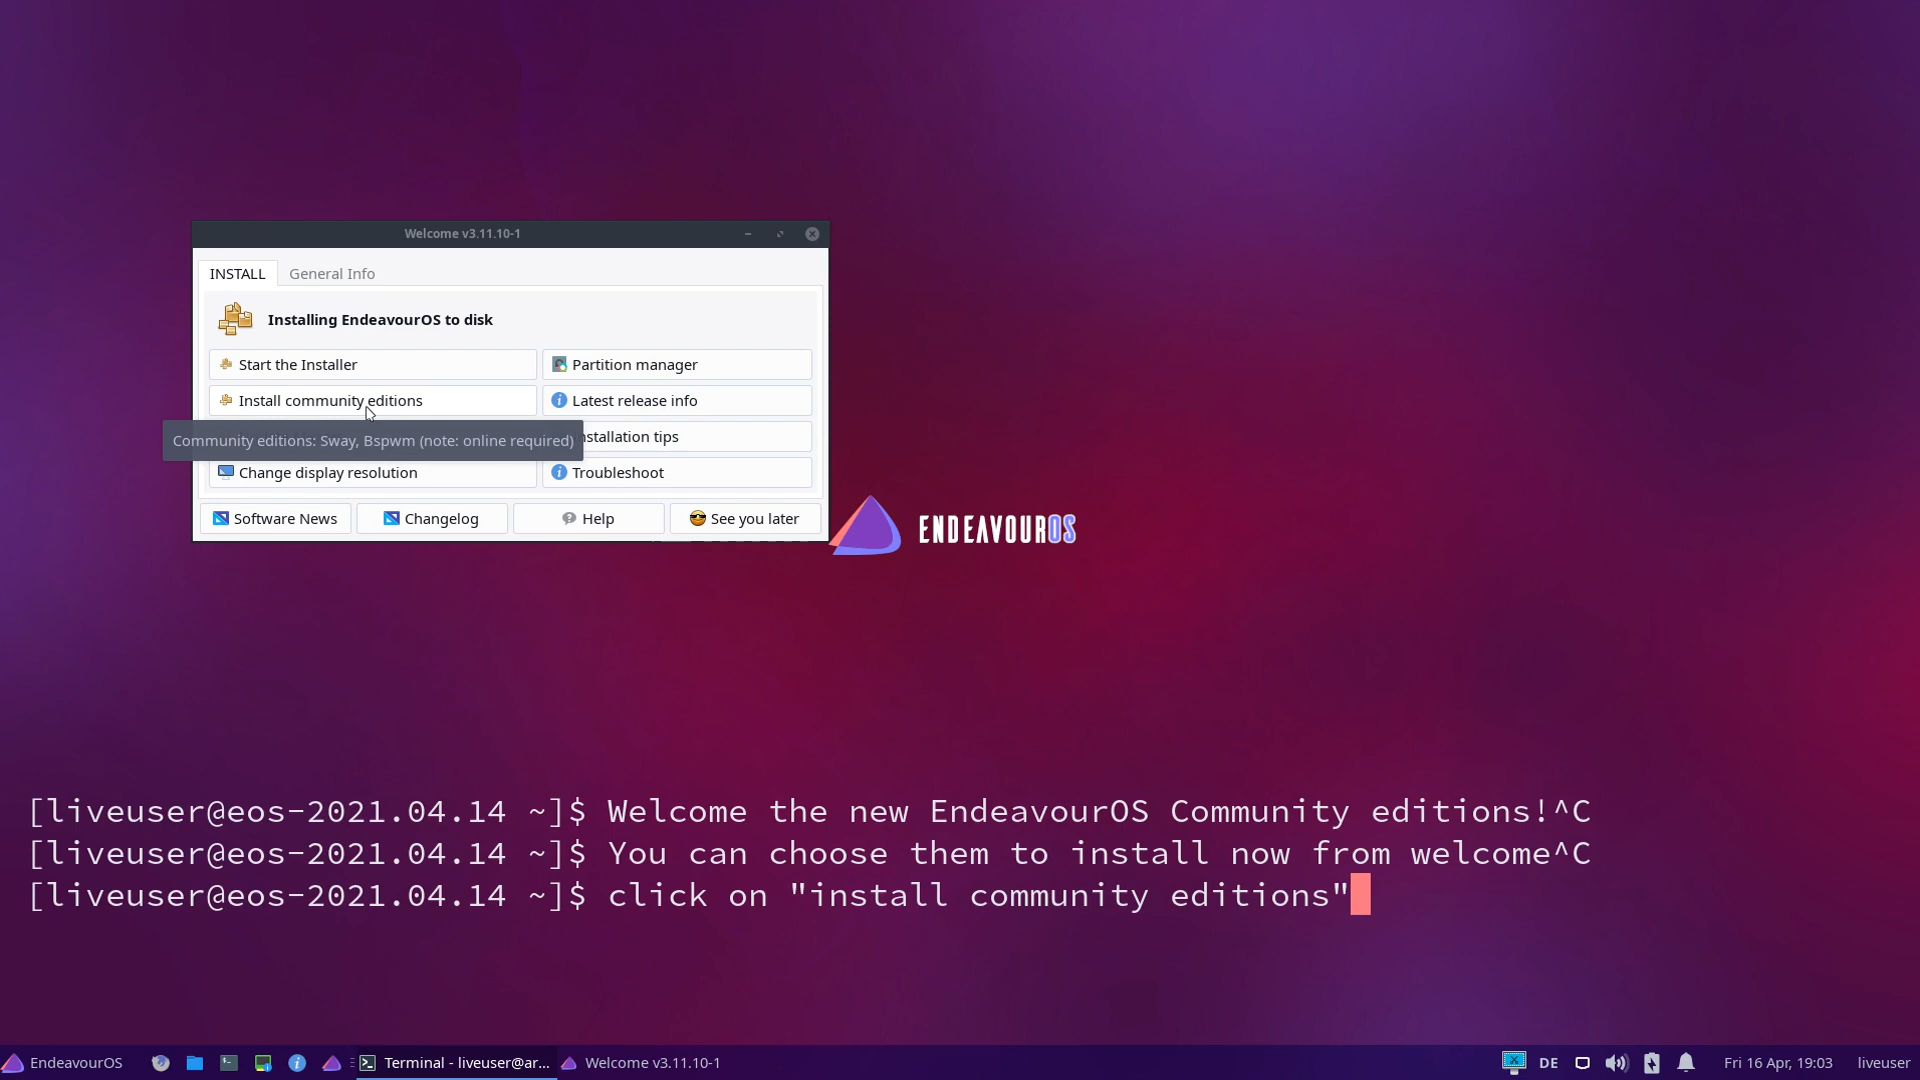 Welcome v3.11.10-1
INSTALL General Info
Installing EndeavourOS to disk
Start the Installer Partition manager
Install community editions Latest release info
Community editions: Sway, Bspwm (note: online required) nstallation tips
Change display resolution Troubleshoot
Software News Changelog Help See you later
ENDEAVOUROS
[liveuser@eos-2021.04.14 ~]$ Welcome the new EndeavourOS Community editions!^C
[liveuser@eos-2021.04.14 ~]$ You can choose them to install now from welcome^C
[liveuser@eos-2021.04.14 ~]$ click on "install community editions"
EndeavourOS Terminal - liveuser@ar... Welcome v3.11.10-1 DE Fri 16 Apr, 19:03 liveuser